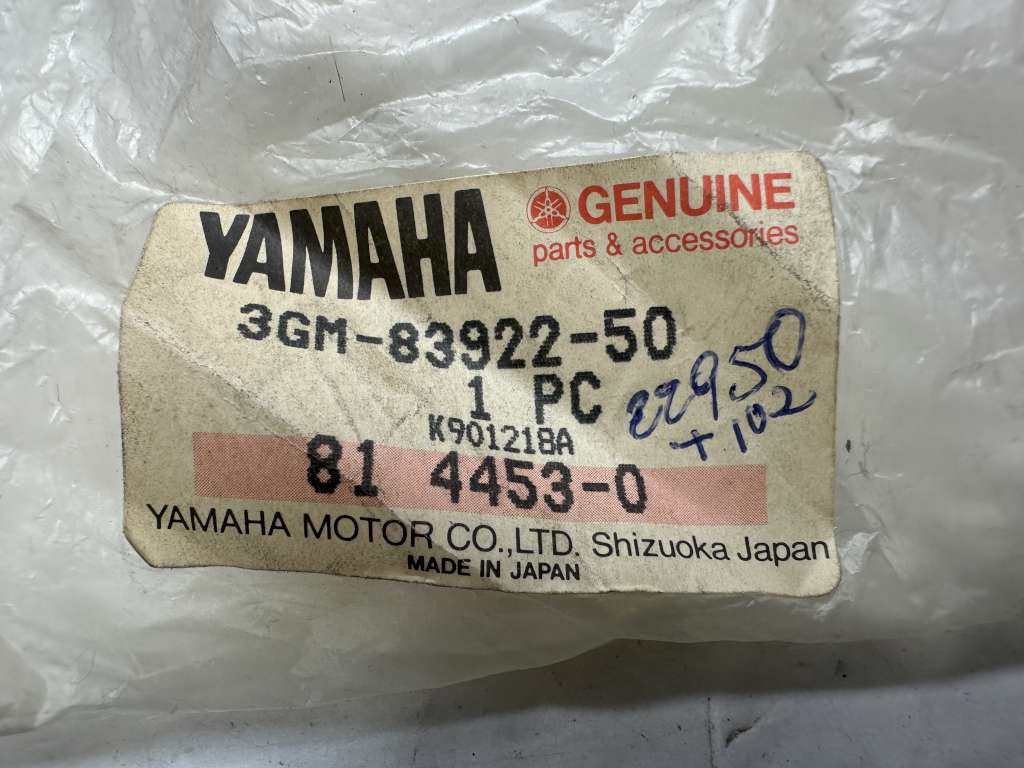 YAMAHA
GENUINE
parts & accessories
3GM-83922-50
1 PC
22950
+102
K901218A
81 4453-0
YAMAHA MOTOR CO.,LTD. Shizuoka Japan
MADE IN JAPAN